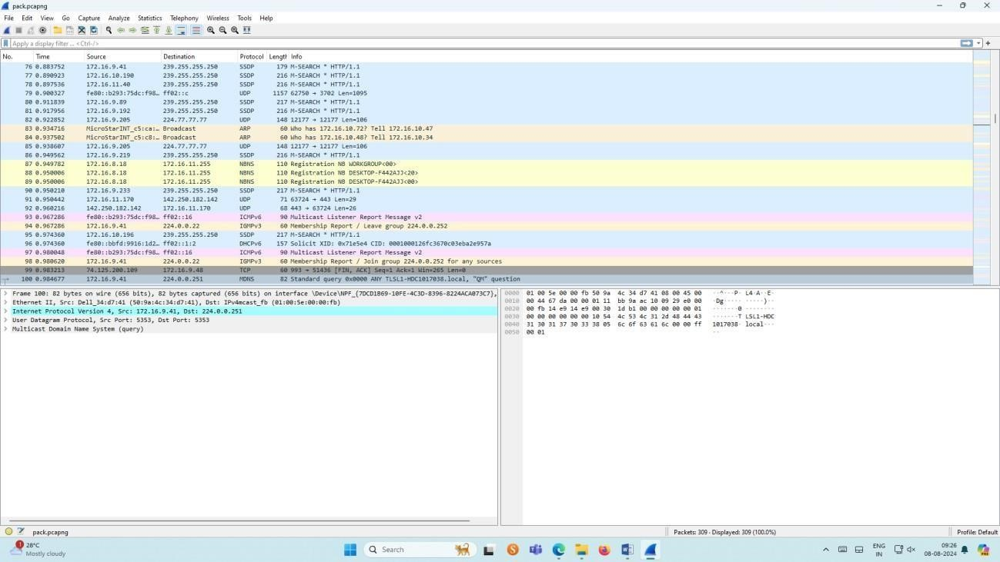 pack.pcapng
File Edit View Go Capture Analyze Statistics Telephony Wireless Tools Help
Apply a display filter ... <Ctrl-/>
No. Time Source Destination Protocol Length Info
76 0.883752 172.16.9.41 239.255.255.250 SSDP 179 M-SEARCH * HTTP/1.1
77 0.890923 172.16.10.190 239.255.255.250 SSDP 216 M-SEARCH * HTTP/1.1
78 0.897536 172.16.11.40 239.255.255.250 SSDP 216 M-SEARCH * HTTP/1.1
79 0.900327 fe80::b293:75dc:f98… ff02::c UDP 1157 62750 → 3702 Len=1095
80 0.911839 172.16.9.89 239.255.255.250 SSDP 217 M-SEARCH * HTTP/1.1
81 0.917956 172.16.9.192 239.255.255.250 SSDP 217 M-SEARCH * HTTP/1.1
82 0.922852 172.16.9.205 224.77.77.77 UDP 148 12177 → 12177 Len=106
83 0.934716 MicroStarINT_c5:ca:… Broadcast ARP 60 Who has 172.16.10.72? Tell 172.16.10.47
84 0.937502 MicroStarINT_c5:c8:… Broadcast ARP 60 Who has 172.16.10.48? Tell 172.16.10.34
85 0.938607 172.16.9.205 224.77.77.77 UDP 148 12177 → 12177 Len=106
86 0.949562 172.16.9.219 239.255.255.250 SSDP 216 M-SEARCH * HTTP/1.1
87 0.949782 172.16.8.18 172.16.11.255 NBNS 110 Registration NB WORKGROUP<00>
88 0.950006 172.16.8.18 172.16.11.255 NBNS 110 Registration NB DESKTOP-F442AJJ<20>
89 0.950006 172.16.8.18 172.16.11.255 NBNS 110 Registration NB DESKTOP-F442AJJ<00>
90 0.950210 172.16.9.233 239.255.255.250 SSDP 217 M-SEARCH * HTTP/1.1
91 0.950442 172.16.11.170 142.250.182.142 UDP 71 63724 → 443 Len=29
92 0.960216 142.250.182.142 172.16.11.170 UDP 68 443 → 63724 Len=26
93 0.967286 fe80::b293:75dc:f98… ff02::16 ICMPv6 90 Multicast Listener Report Message v2
94 0.967286 172.16.9.41 224.0.0.22 IGMPv3 60 Membership Report / Leave group 224.0.0.252
95 0.974360 172.16.10.196 239.255.255.250 SSDP 216 M-SEARCH * HTTP/1.1
96 0.974360 fe80::bbfd:9916:1d2… ff02::1:2 DHCPv6 157 Solicit XID: 0x71e5e4 CID: 0001000126fc3670c03eba2e957a
97 0.980048 fe80::b293:75dc:f98… ff02::16 ICMPv6 90 Multicast Listener Report Message v2
98 0.980620 172.16.9.41 224.0.0.22 IGMPv3 60 Membership Report / Join group 224.0.0.252 for any sources
99 0.983213 74.125.200.109 172.16.9.48 TCP 60 993 → 51436 [FIN, ACK] Seq=1 Ack=1 Win=265 Len=0
100 0.984677 172.16.9.41 224.0.0.251 MDNS 82 Standard query 0x0000 ANY TLSL1-HDC1017038.local, "QM" question
Frame 100: 82 bytes on wire (656 bits), 82 bytes captured (656 bits) on interface \Device\NPF_{7DCD1B69-10FE-4C3D-8396-8224ACA073C7},
Ethernet II, Src: Dell_34:d7:41 (50:9a:4c:34:d7:41), Dst: IPv4mcast_fb (01:00:5e:00:00:fb)
Internet Protocol Version 4, Src: 172.16.9.41, Dst: 224.0.0.251
User Datagram Protocol, Src Port: 5353, Dst Port: 5353
Multicast Domain Name System (query)
0000 01 00 5e 00 00 fb 50 9a 4c 34 d7 41 08 00 45 00 ··^···P· L4·A··E·
0010 00 44 67 da 00 00 01 11 bb 9a ac 10 09 29 e0 00 ·Dg····· ·····)··
0020 00 fb 14 e9 14 e9 00 30 1d b1 00 00 00 00 00 01 ·······0 ········
0030 00 00 00 00 00 00 10 54 4c 53 4c 31 2d 48 44 43 ·······T LSL1-HDC
0040 31 30 31 37 30 33 38 05 6c 6f 63 61 6c 00 00 ff 1017038· local···
0050 00 01 ··
pack.pcapng
Packets: 309 · Displayed: 309 (100.0%)
Profile: Default
1
28°C
Mostly cloudy
Search
ENG
IN
09:26
08-08-2024